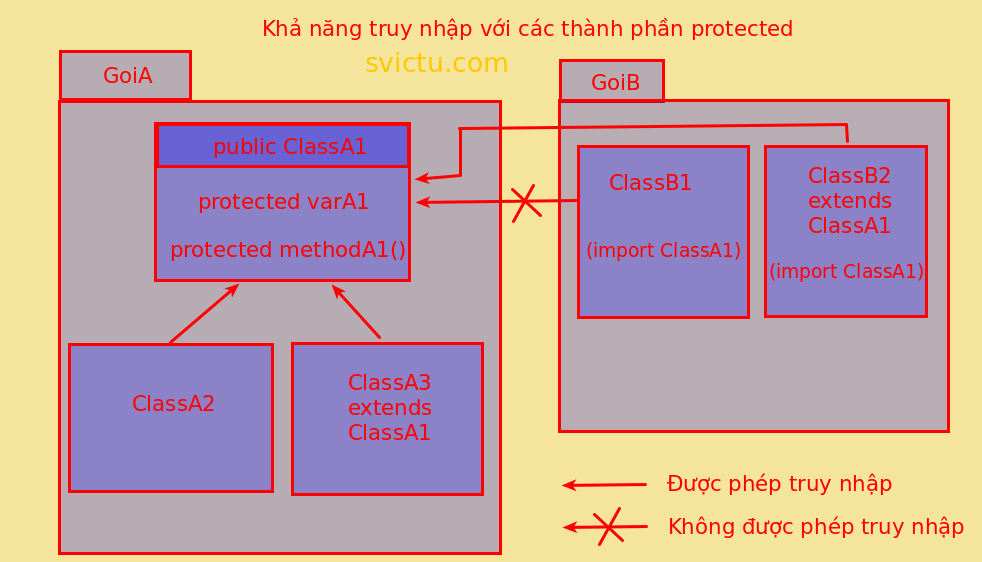 Khả năng truy nhập với các thành phần protected
svictu.com
GoiA
public ClassA1
protected varA1
protected methodA1()
ClassA2
ClassA3
extends
ClassA1
GoiB
ClassB1
(import ClassA1)
ClassB2
extends
ClassA1
(import ClassA1)
Được phép truy nhập
Không được phép truy nhập